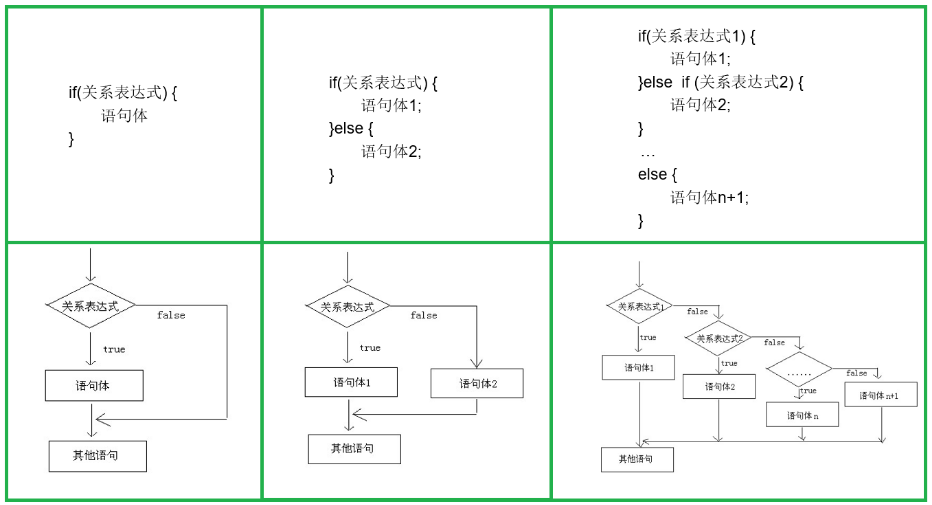 if(关系表达式) {
语句体
}
if(关系表达式) {
语句体1;
}else {
语句体2;
}
if(关系表达式1) {
语句体1;
}else  if (关系表达式2) {
语句体2;
}
…
else {
语句体n+1;
}
关系表达式
false
true
语句体
其他语句
关系表达式
false
true
语句体1
语句体2
其他语句
关系表达式1
false
true
关系表达式2
false
语句体1
true
......
false
语句体2
true
语句体n+1
语句体n
其他语句